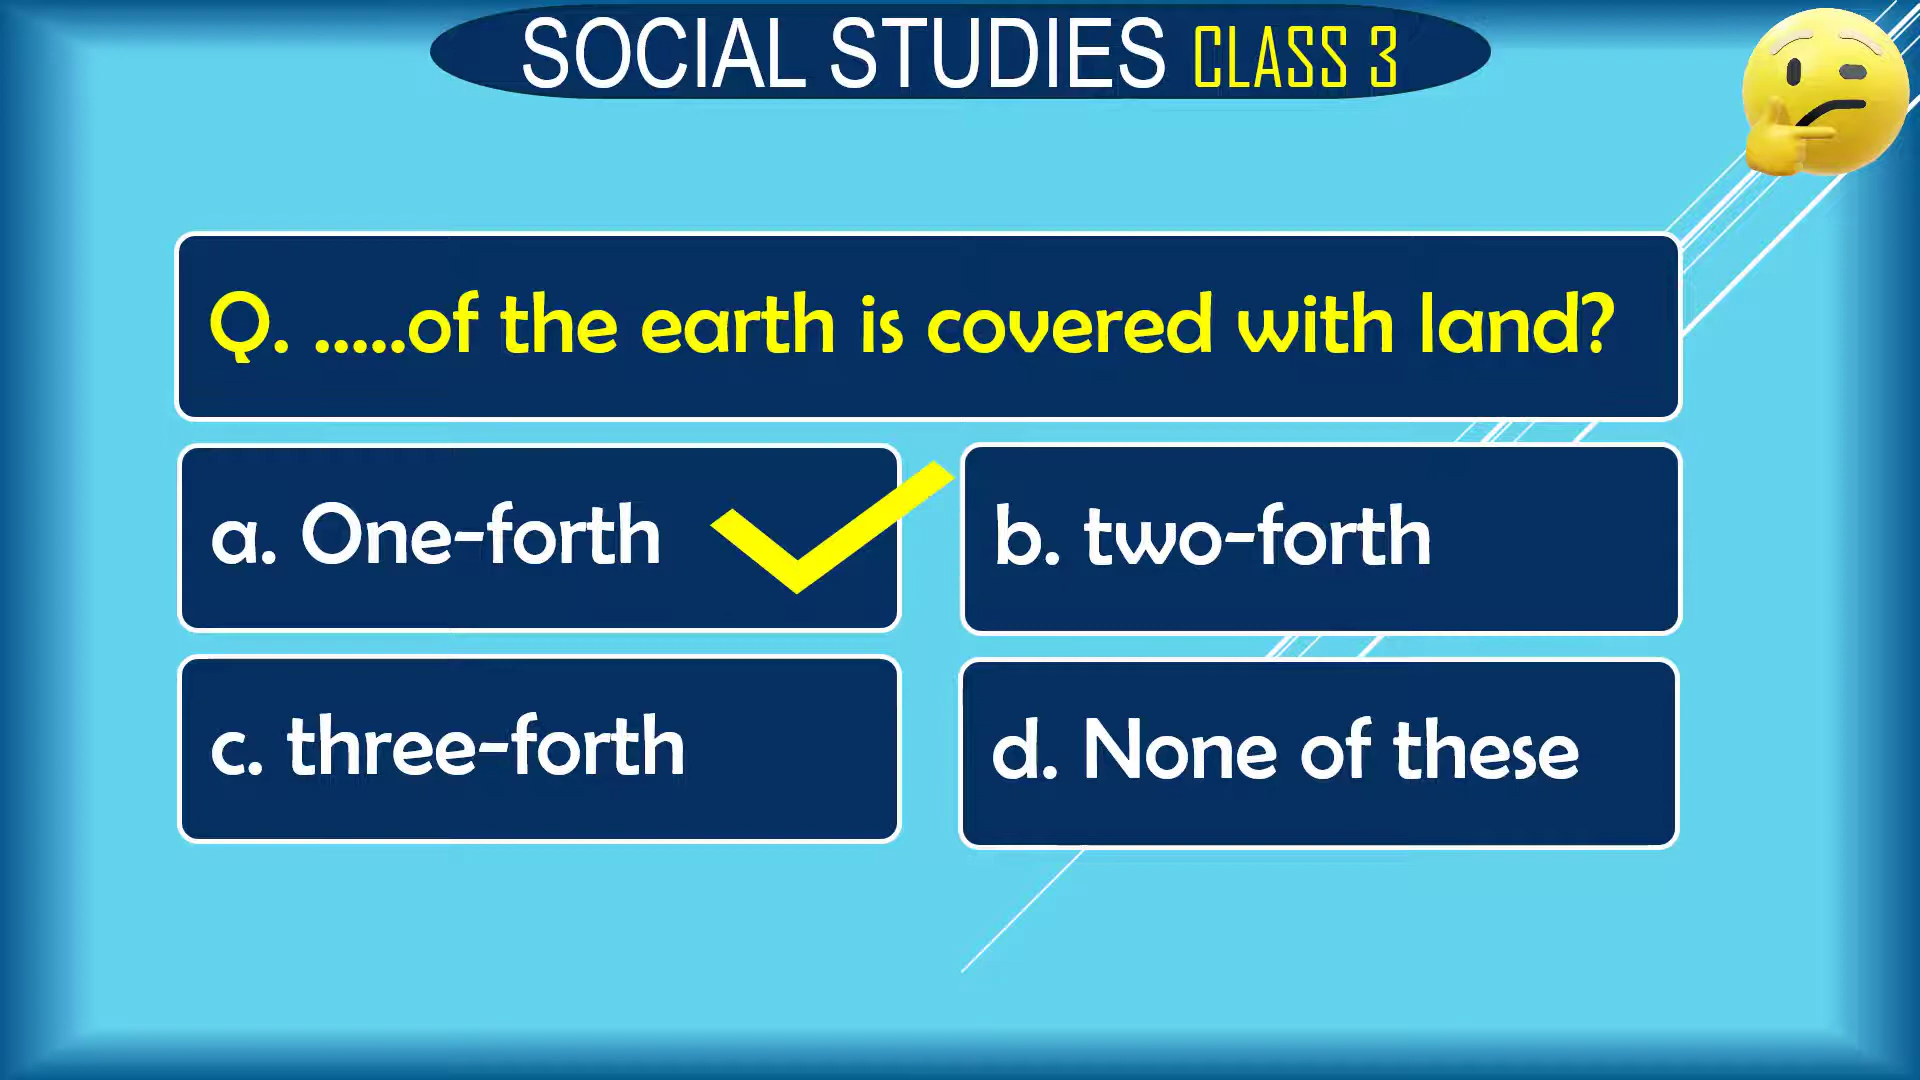 SOCIAL STUDIES CLASS 3
Q. .....of the earth is covered with land?
a. One-forth
b. two-forth
c. three-forth
d. None of these